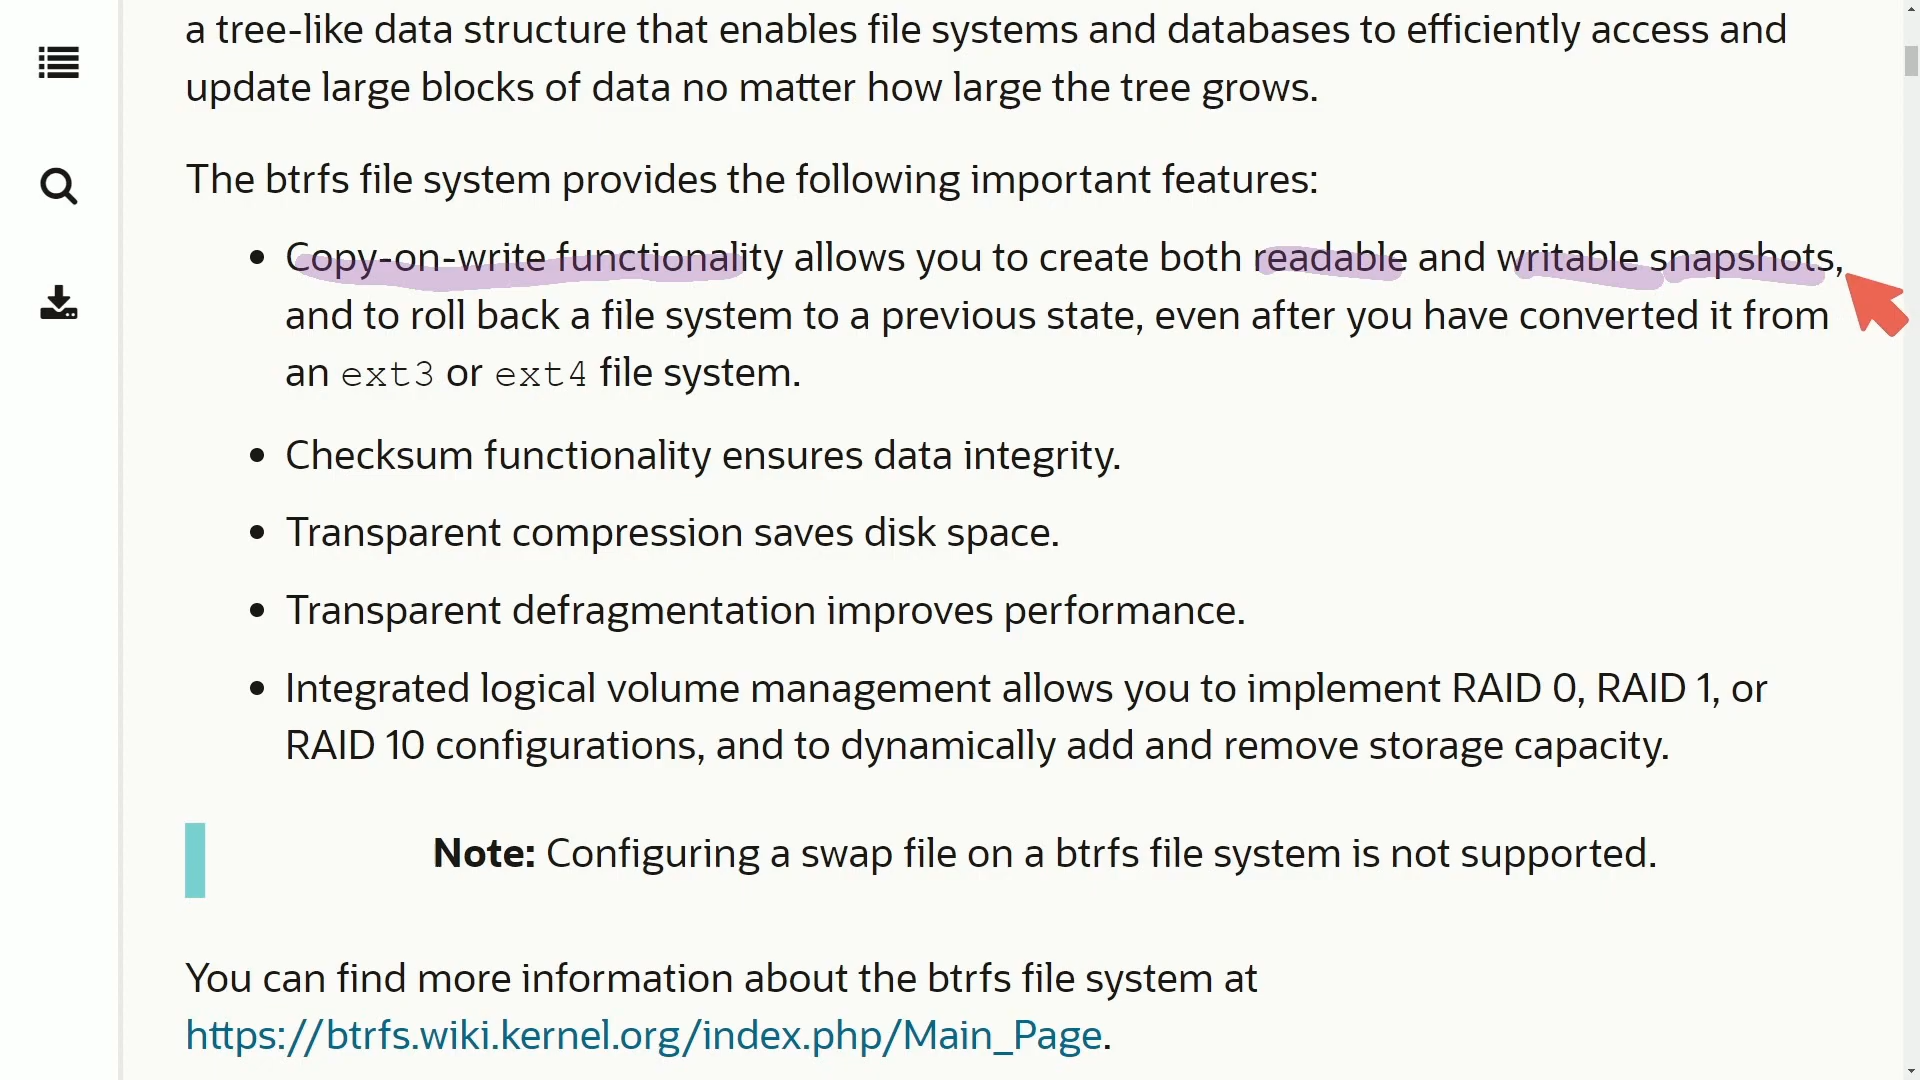 a tree-like data structure that enables file systems and databases to efficiently access and
update large blocks of data no matter how large the tree grows.
The btrfs file system provides the following important features:
• Copy-on-write functionality allows you to create both readable and writable snapshots,
and to roll back a file system to a previous state, even after you have converted it from
an ext3 or ext4 file system.
• Checksum functionality ensures data integrity.
• Transparent compression saves disk space.
• Transparent defragmentation improves performance.
• Integrated logical volume management allows you to implement RAID 0, RAID 1, or
RAID 10 configurations, and to dynamically add and remove storage capacity.
Note: Configuring a swap file on a btrfs file system is not supported.
You can find more information about the btrfs file system at
https://btrfs.wiki.kernel.org/index.php/Main_Page.